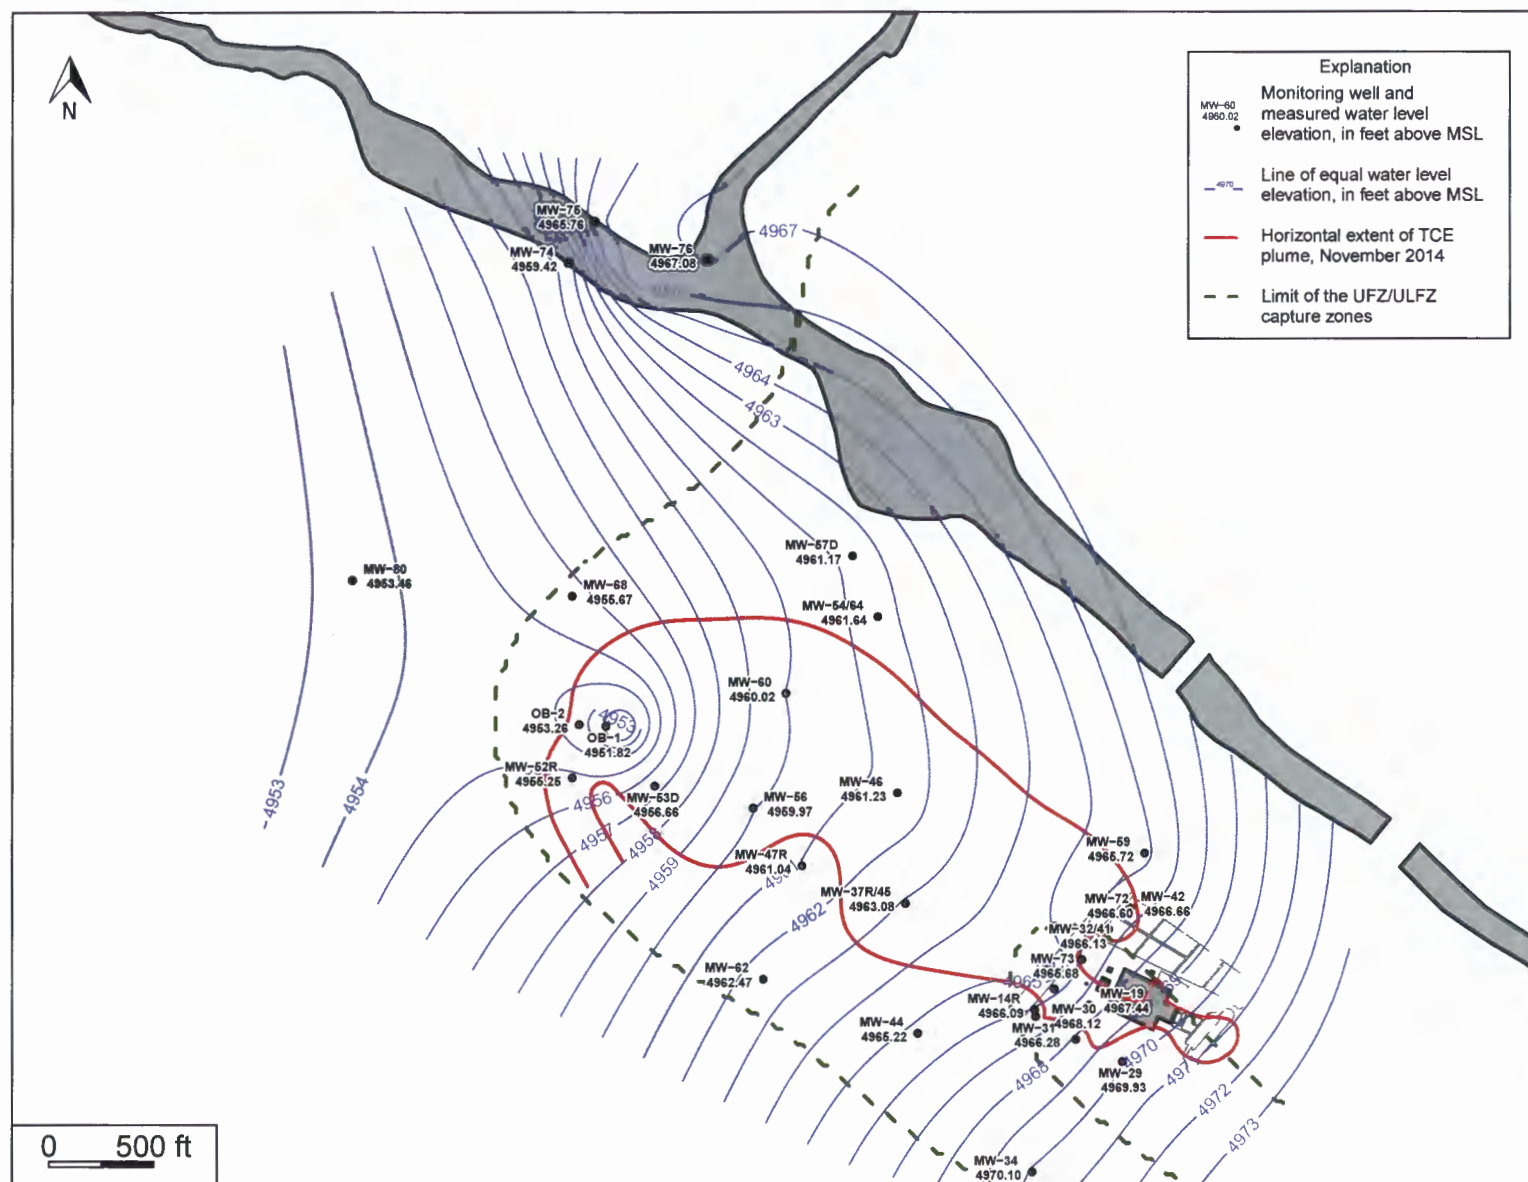 Explanation
MW-60
4960.02
Monitoring well and
measured water level
elevation, in feet above MSL
4970
Line of equal water level
elevation, in feet above MSL
Horizontal extent of TCE
plume, November 2014
Limit of the UFZ/ULFZ
capture zones
N
MW-75
4965.76
MW-74
4959.42
MW-76
4967.08
4967
4964
4963
MW-57D
4961.17
MW-80
4953.46
MW-68
4955.67
MW-54/64
4961.64
MW-60
4960.02
OB-2
4953.26
4953
OB-1
4951.82
MW-52R
4955.25
MW-53D
4956.66
MW-56
4959.97
MW-46
4961.23
4953
4954
4956
4957
4958
4959
MW-47R
4961.04
MW-59
4965.72
MW-37R/45
4963.08
4962
MW-72
4966.60
MW-42
4966.66
MW-32/41
4966.13
MW-73
4965.68
4965
MW-62
4962.47
MW-19
4967.44
MW-14R
4966.09
MW-30
4968.12
MW-44
4965.22
MW-31
4966.28
4968
4970
MW-29
4969.93
4972
4973
MW-34
4970.10
0 500 ft